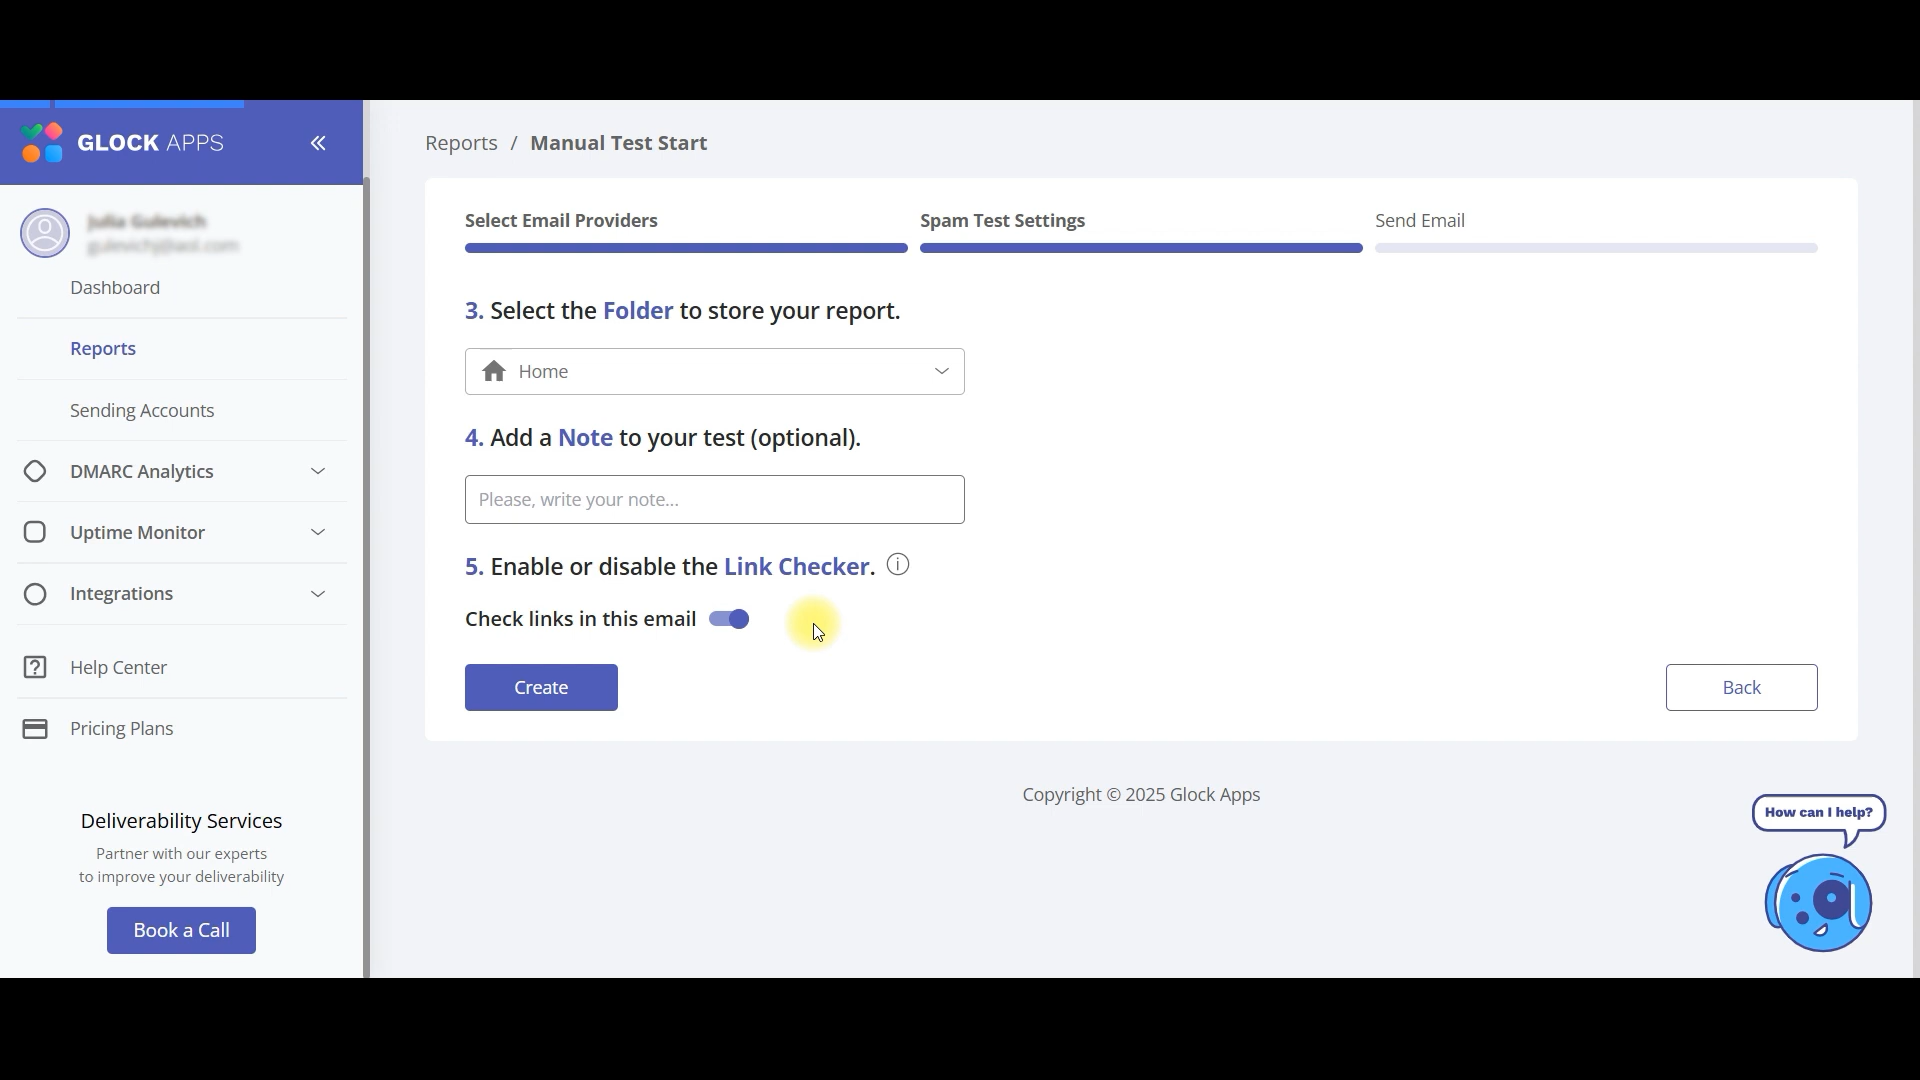 GLOCK APPS
Dashboard
Reports
Sending Accounts
DMARC Analytics
Uptime Monitor
Integrations
Help Center
Pricing Plans
Deliverability Services
Partner with our experts
to improve your deliverability
Book a Call
Reports / Manual Test Start
Select Email Providers
Spam Test Settings
Send Email
3. Select the Folder to store your report.
Home
4. Add a Note to your test (optional).
Please, write your note...
5. Enable or disable the Link Checker.
Check links in this email
Create
Back
Copyright © 2025 Glock Apps
How can I help?